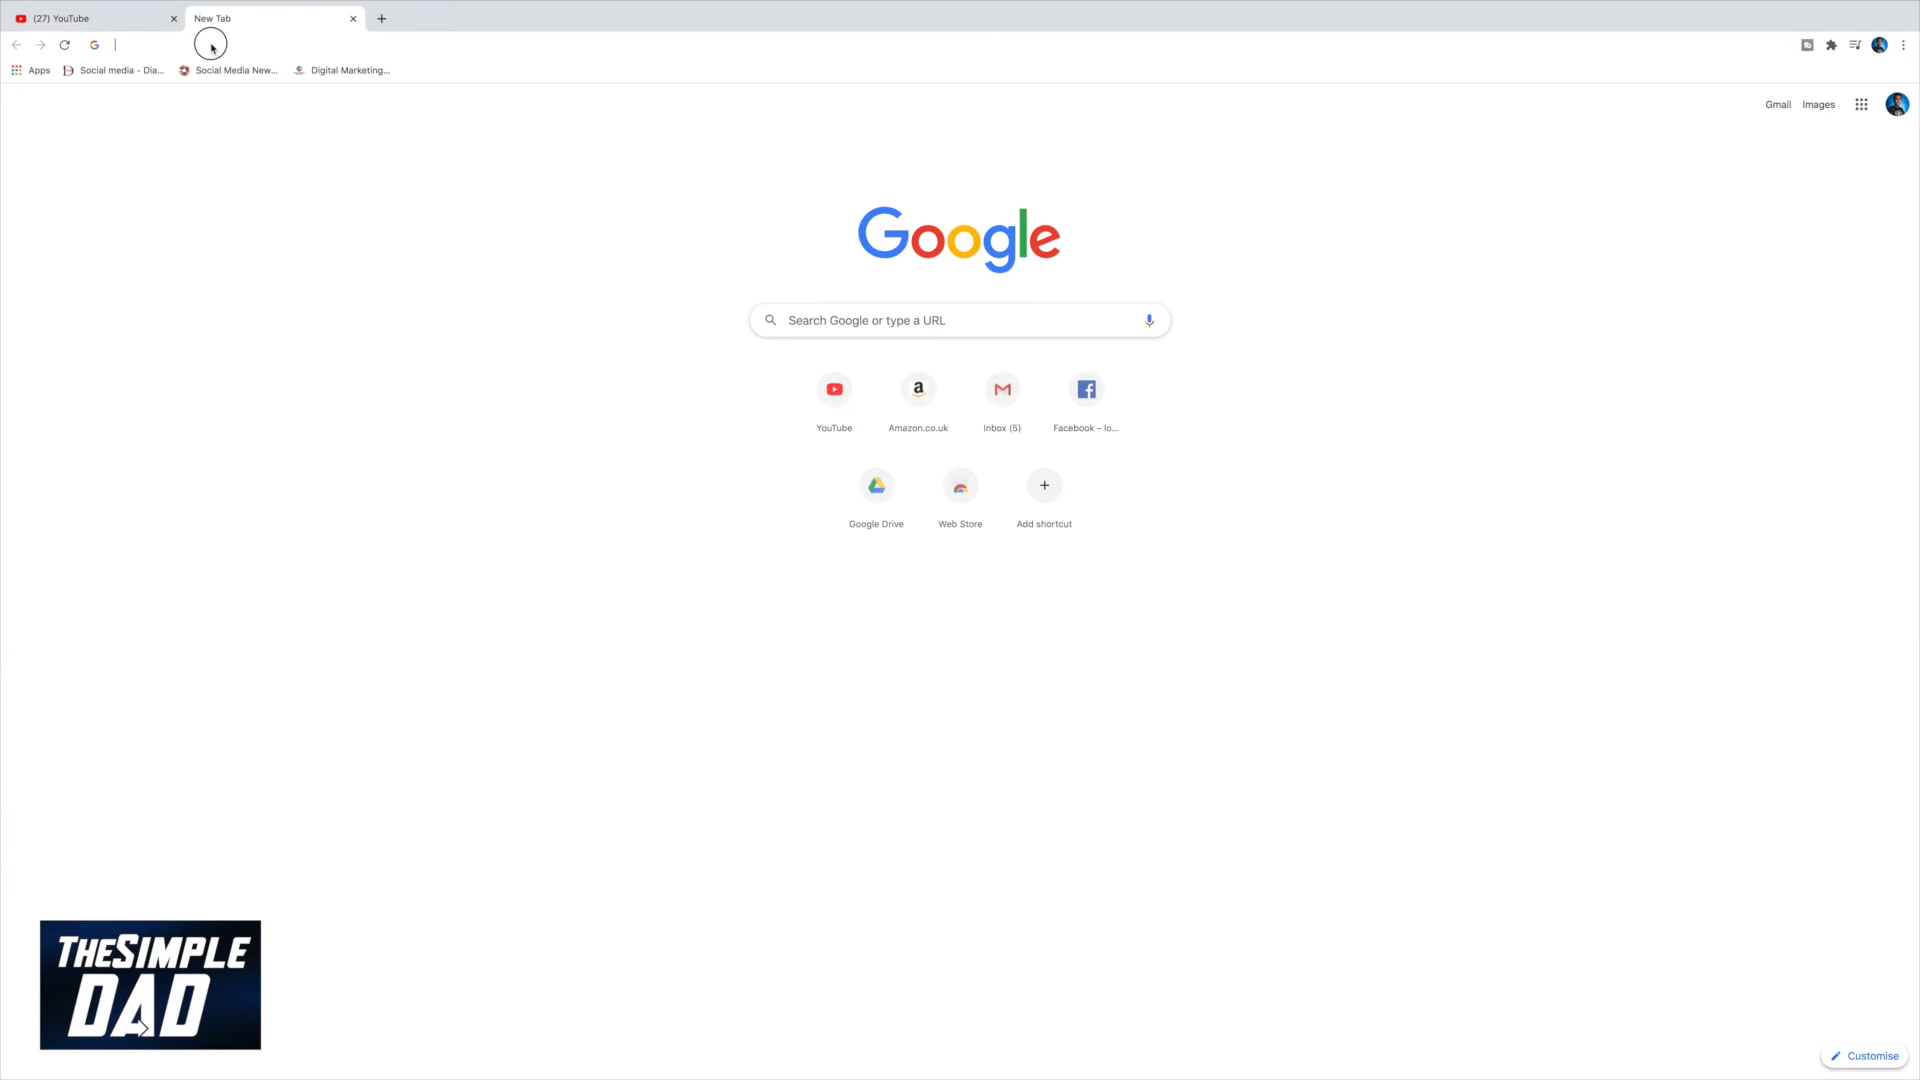 (27) YouTube
New Tab
Apps
Social media - Dia...
Social Media New...
Digital Marketing...
Gmail
Images
Google
Search Google or type a URL
YouTube
Amazon.co.uk
Inbox (5)
Facebook – lo...
Google Drive
Web Store
Add shortcut
THESIMPLE
DAD
Customise